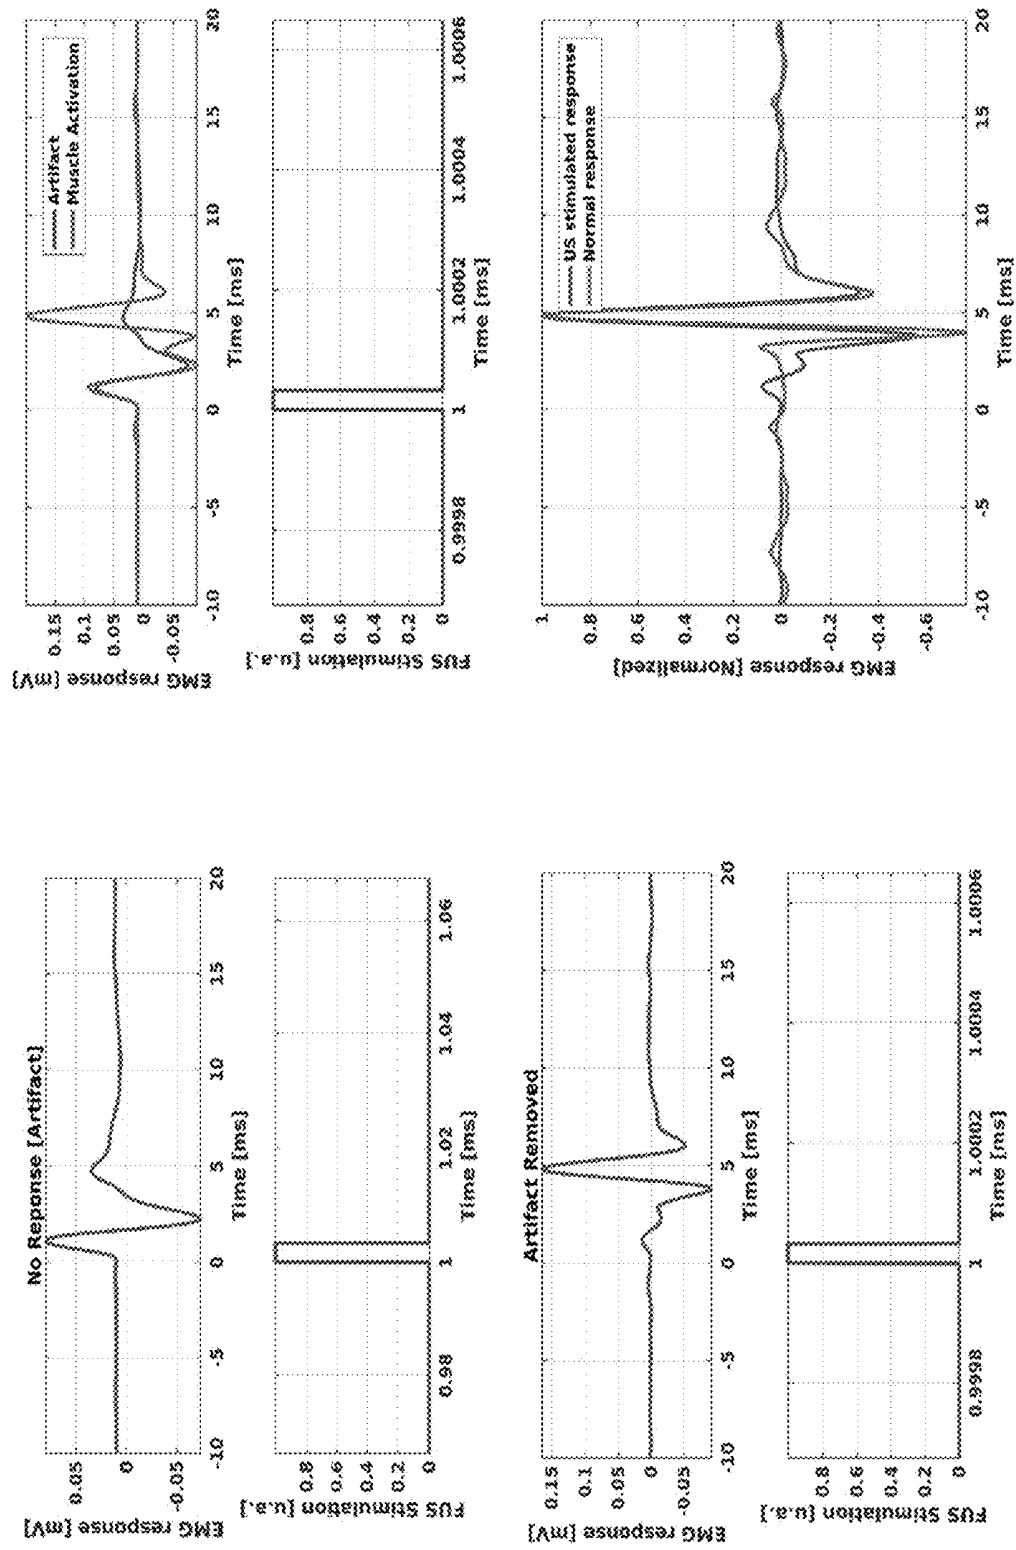 No Reponse [Artifact]
EMG response [mV]
0.05
0
-0.05
-10 -5 0 5 10 15 20
Time [ms]
FUS Stimulation [u.a.]
0.8
0.6
0.4
0.2
0
0.98 1 1.02 1.04 1.06
Time [ms]
EMG response [mV]
0.15
0.1
0.05
0
-0.05
Artifact
Muscle Activation
-10 -5 0 5 10 15 20
Time [ms]
FUS Stimulation [u.a.]
0.8
0.6
0.4
0.2
0
0.9998 1 1.0002 1.0004 1.0006
Time [ms]
Artifact Removed
EMG response [mV]
0.15
0.1
0.05
0
-0.05
-10 -5 0 5 10 15 20
Time [ms]
FUS Stimulation [u.a.]
0.8
0.6
0.4
0.2
0
0.9998 1 1.0002 1.0004 1.0006
Time [ms]
EMG response [Normalized]
1
0.8
0.6
0.4
0.2
0
-0.2
-0.4
-0.6
US stimulated response
Normal response
-10 -5 0 5 10 15 20
Time [ms]